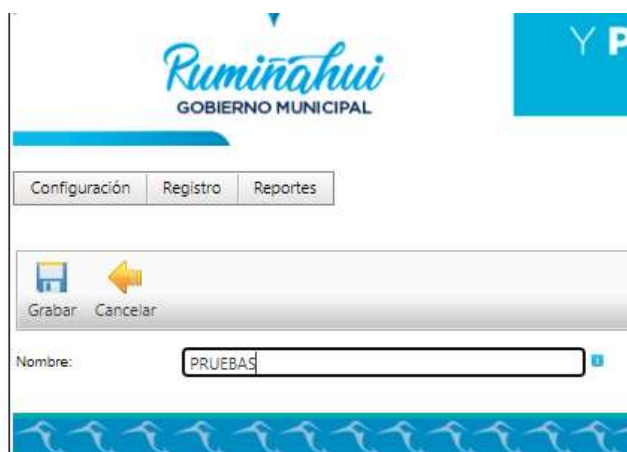 Y P
Rumiñahui
GOBIERNO MUNICIPAL
Configuración Registro Reportes
Grabar Cancelar
Nombre: PRUEBAS